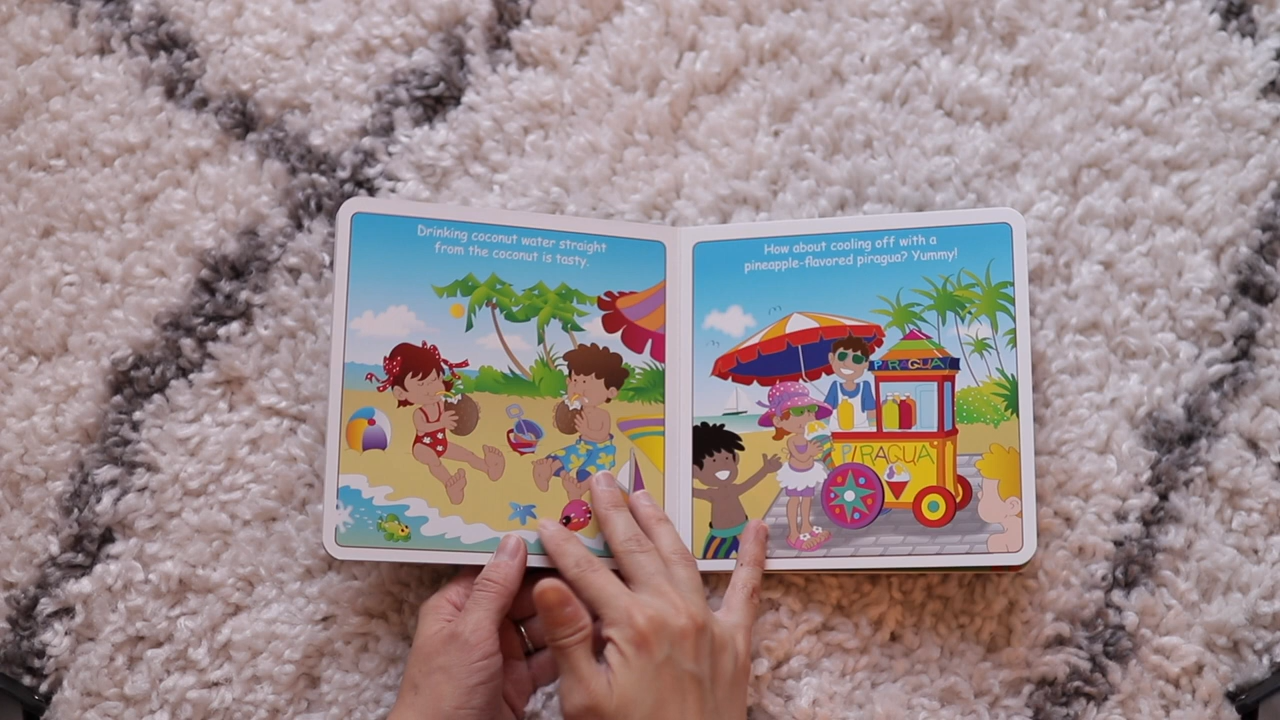 Drinking coconut water straight
from the coconut is tasty.
How about cooling off with a
pineapple-flavored piragua? Yummy!
PIRAGUA
PIRAGUA